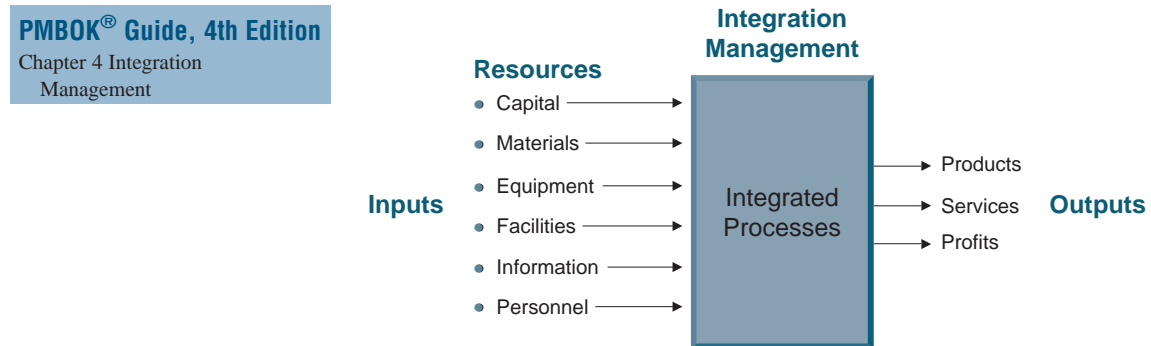 PMBOK® Guide, 4th Edition
Chapter 4 Integration
Management
Integration
Management
Resources
Capital
Materials
Equipment
Facilities
Information
Personnel
Inputs
Integrated
Processes
Products
Services
Profits
Outputs